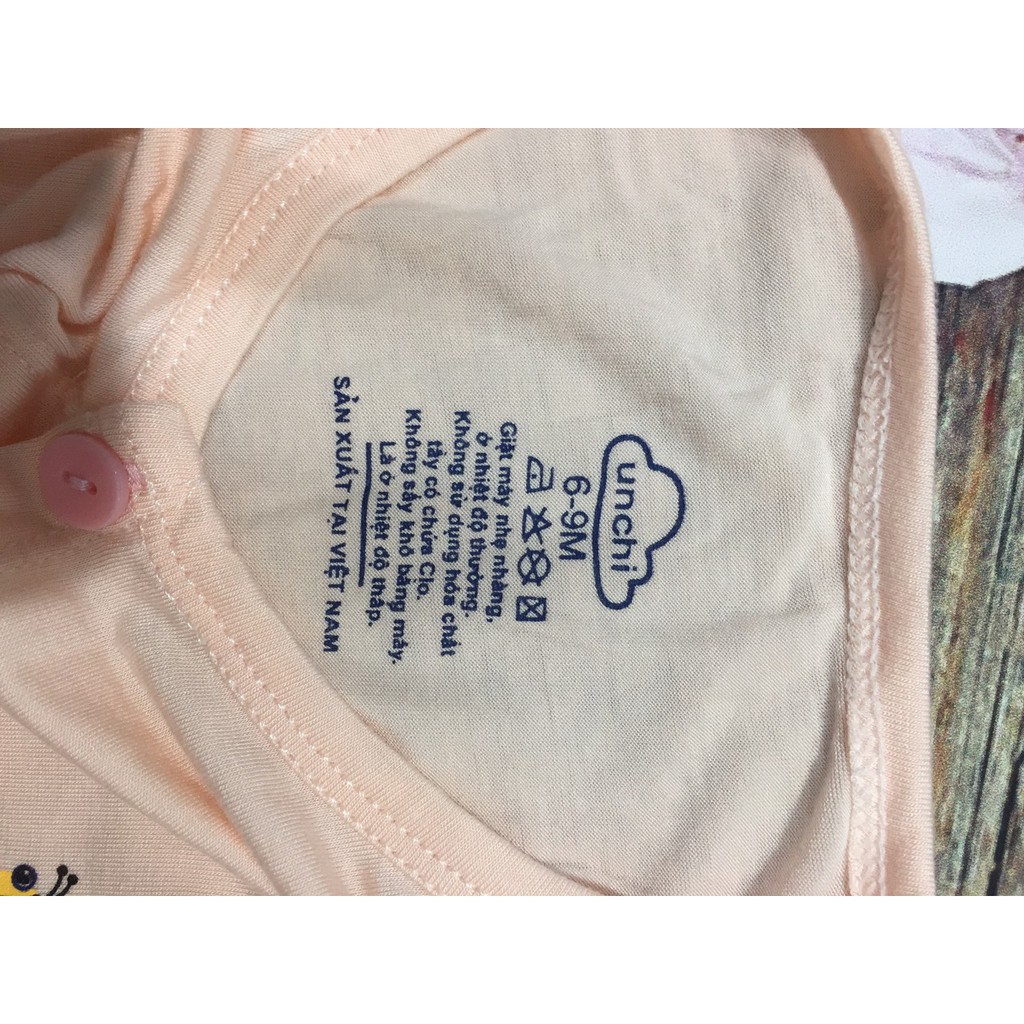 unchi
6-9M
Giặt máy nhẹ nhàng,
ở nhiệt độ thường.
Không sử dụng hóa chất
tẩy có chứa Clo.
Không sấy khô bằng máy.
Là ở nhiệt độ thấp.
SẢN XUẤT TẠI VIỆT NAM